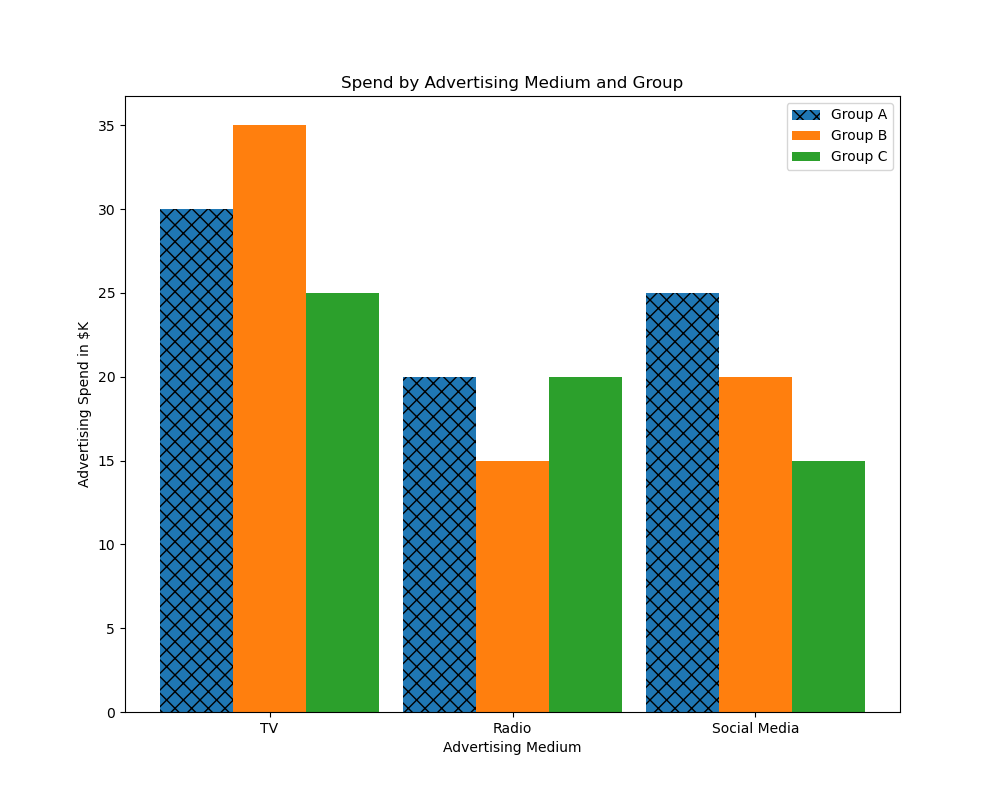 Spend by Advertising Medium and Group
Group A
Group B
Group C
Advertising Spend in $K
35
30
25
20
15
10
5
0
TV Radio Social Media
Advertising Medium